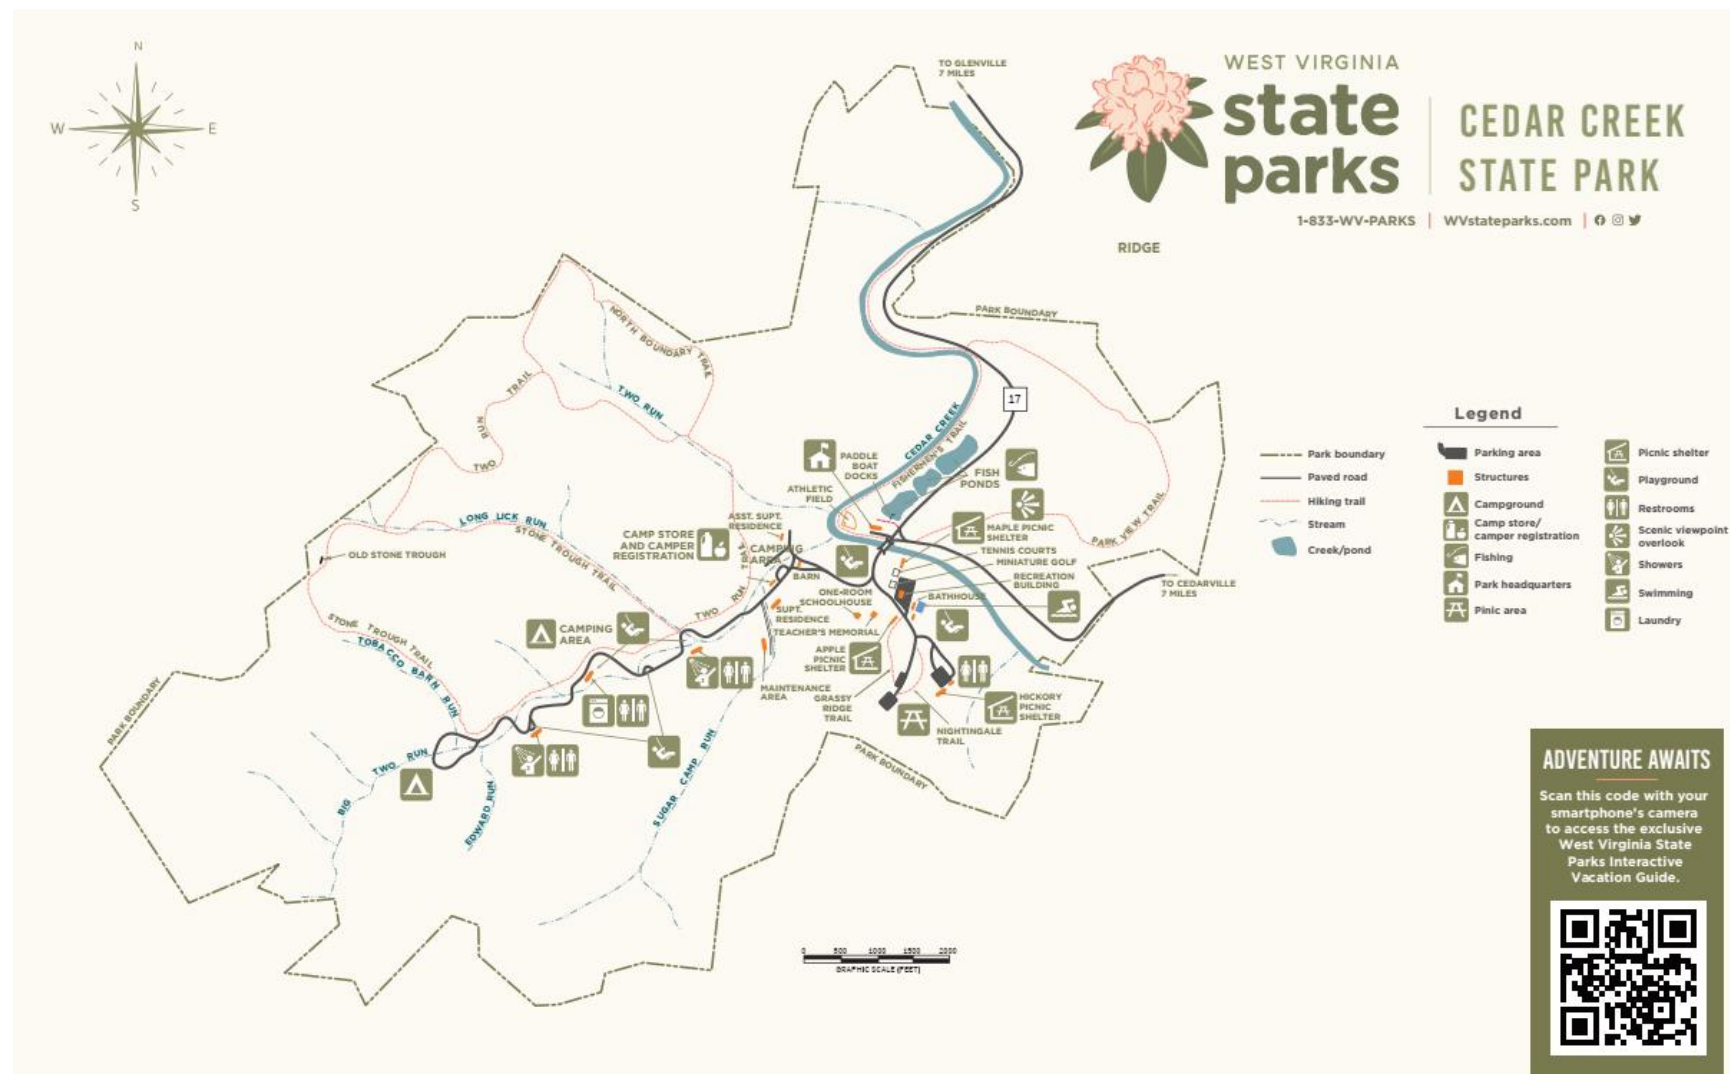 N
W
E
S
TO GLENVILLE
7 MILES
WEST VIRGINIA
state
parks
CEDAR CREEK
STATE PARK
1-833-WV-PARKS
WVstateparks.com
RIDGE
PARK BOUNDARY
NORTH BOUNDARY TRAIL
TWO RUN
TWO RUN TRAIL
17
CEDAR CREEK
FISHERMEN'S TRAIL
PADDLE
BOAT
DOCKS
FISH
PONDS
ATHLETIC
FIELD
PARK VIEW TRAIL
LONG LICK RUN
STONE TROUGH TRAIL
OLD STONE TROUGH
ASST. SUPT.
RESIDENCE
CAMP STORE
AND CAMPER
REGISTRATION
CAMPING
AREA
BARN
MAPLE PICNIC
SHELTER
TENNIS COURTS
MINIATURE GOLF
RECREATION
BUILDING
BATHHOUSE
TO CEDARVILLE
7 MILES
ONE-ROOM
SCHOOLHOUSE
SUPT.
RESIDENCE
TEACHER'S MEMORIAL
TWO RUN TRAIL
CAMPING
AREA
STONE TROUGH TRAIL
TOBACCO BARN RUN
APPLE
PICNIC
SHELTER
MAINTENANCE
AREA
GRASSY
RIDGE
TRAIL
HICKORY
PICNIC
SHELTER
NIGHTINGALE
TRAIL
PARK BOUNDARY
PARK BOUNDARY
BIG TWO RUN
EDWARD RUN
SUGAR CAMP RUN
0 500 1000 1500 2000
GRAPHIC SCALE (FEET)
Legend
Park boundary
Paved road
Hiking trail
Stream
Creek/pond
Parking area
Structures
Campground
Camp store/
camper registration
Fishing
Park headquarters
Pinic area
Picnic shelter
Playground
Restrooms
Scenic viewpoint
overlook
Showers
Swimming
Laundry
ADVENTURE AWAITS
Scan this code with your
smartphone's camera
to access the exclusive
West Virginia State
Parks Interactive
Vacation Guide.